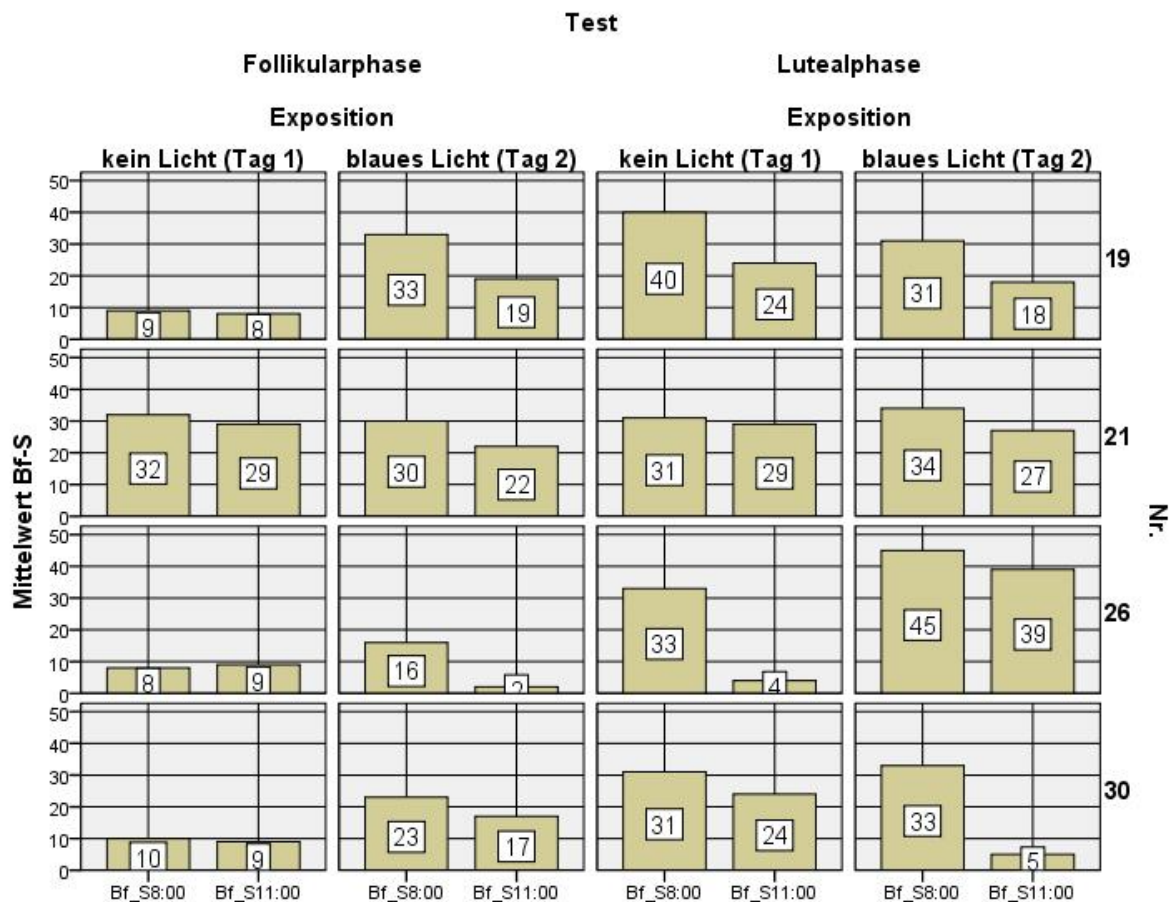 Test
Follikularphase Lutealphase
Exposition Exposition
kein Licht (Tag 1) blaues Licht (Tag 2) kein Licht (Tag 1) blaues Licht (Tag 2)
Mittelwert Bf-S
Nr.
50
40
30
20
10
0
9 8 33 19 40 24 31 18
19
50
40
30
20
10
0
32 29 30 22 31 29 34 27
21
50
40
30
20
10
0
8 9 16 2 33 4 45 39
26
50
40
30
20
10
0
10 9 23 17 31 24 33 5
30
Bf_S8:00 Bf_S11:00 Bf_S8:00 Bf_S11:00 Bf_S8:00 Bf_S11:00 Bf_S8:00 Bf_S11:00